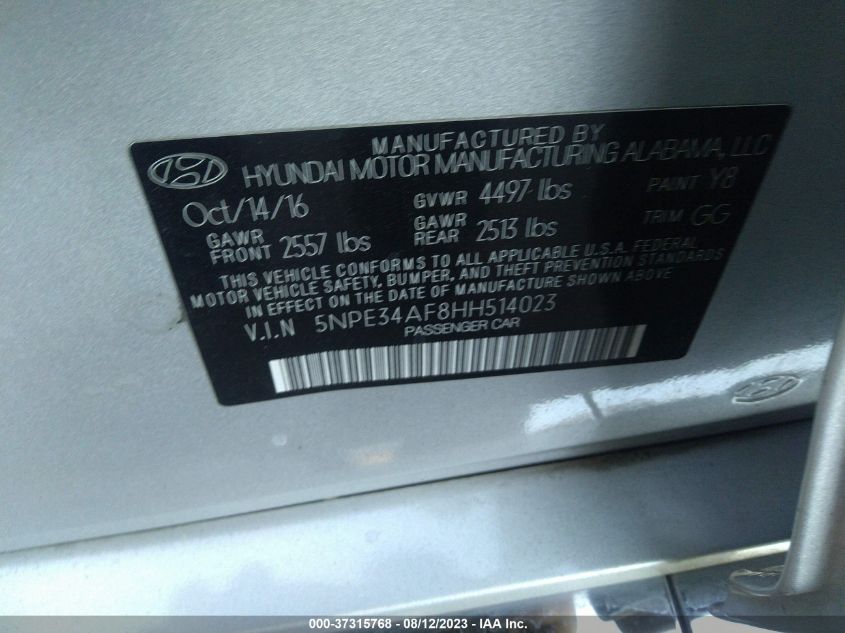 MANUFACTURED BY
HYUNDAI MOTOR MANUFACTURING ALABAMA, LLC
Oct/14/16 GVWR 4497 lbs PAINT Y8
GAWR FRONT 2557 lbs GAWR REAR 2513 lbs TRIM GG
THIS VEHICLE CONFORMS TO ALL APPLICABLE U.S.A. FEDERAL
MOTOR VEHICLE SAFETY, BUMPER, AND THEFT PREVENTION STANDARDS
IN EFFECT ON THE DATE OF MANUFACTURE SHOWN ABOVE
V.I.N 5NPE34AF8HH514023
PASSENGER CAR
000-37315768 - 08/12/2023 - IAA Inc.